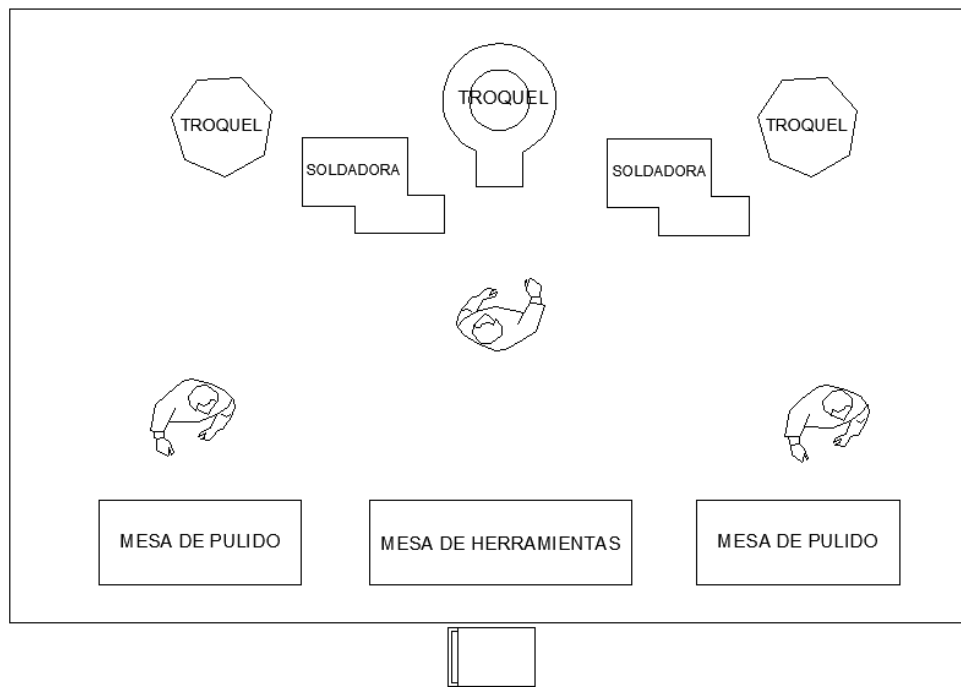 TROQUEL
TROQUEL
TROQUEL
SOLDADORA
SOLDADORA
MESA DE PULIDO
MESA DE HERRAMIENTAS
MESA DE PULIDO